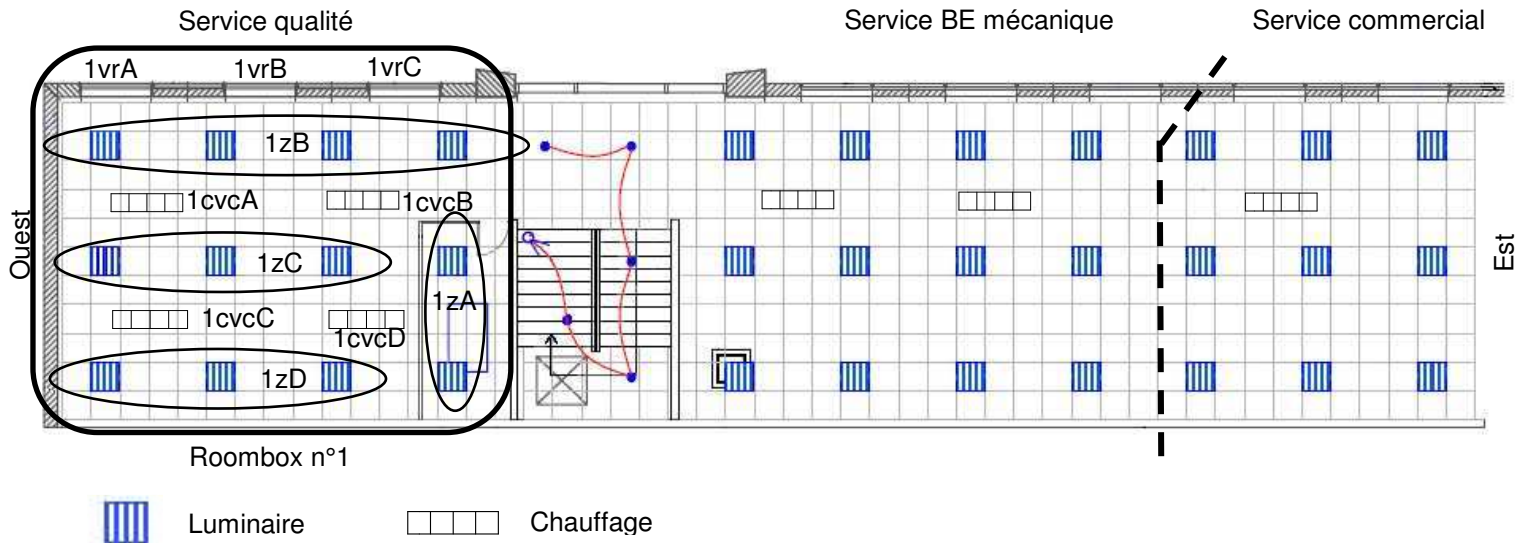 Service qualité
Service BE mécanique
Service commercial
1vrA
1vrB
1vrC
1zB
1cvcA
1cvcB
Ouest
1zC
1zA
Est
1cvcC
1cvcD
1zD
Roombox n°1
Luminaire
Chauffage